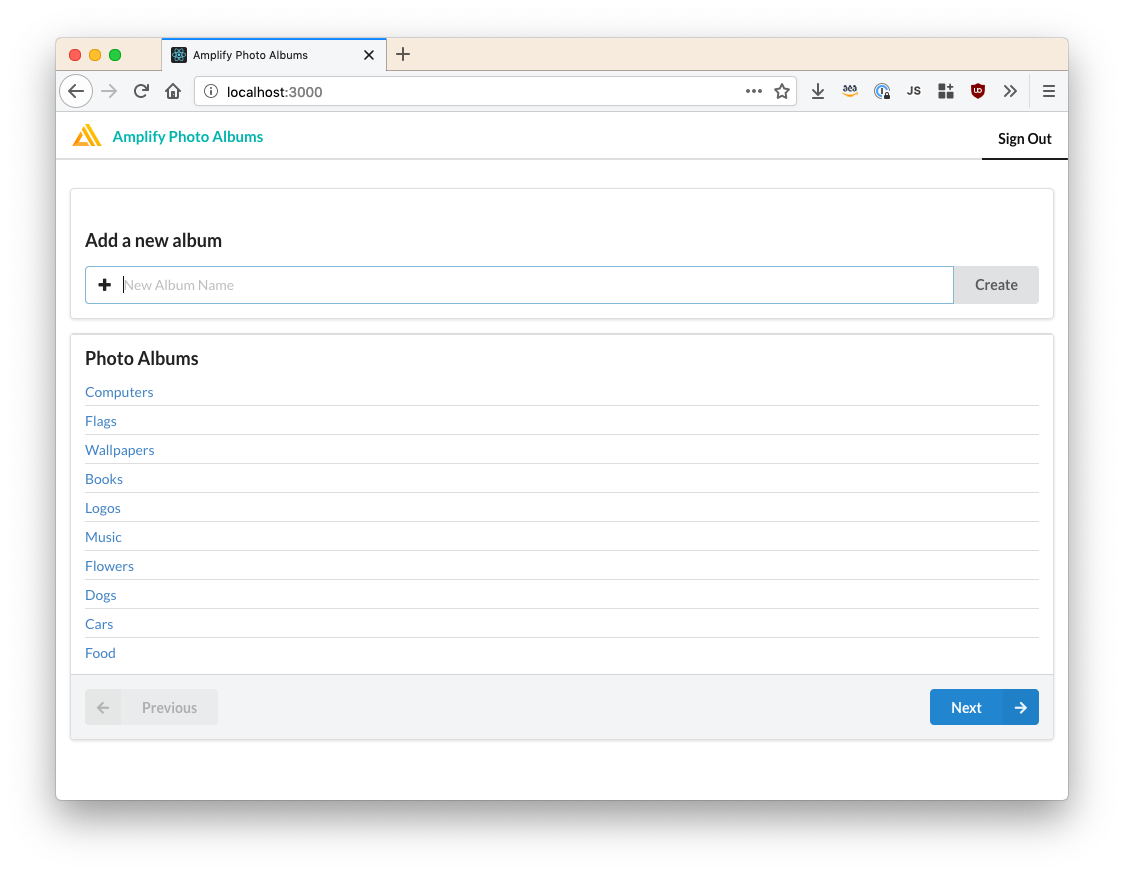 Amplify Photo Albums
localhost:3000
JS
Amplify Photo Albums
Sign Out
Add a new album
New Album Name
Create
Photo Albums
Computers
Flags
Wallpapers
Books
Logos
Music
Flowers
Dogs
Cars
Food
Previous
Next